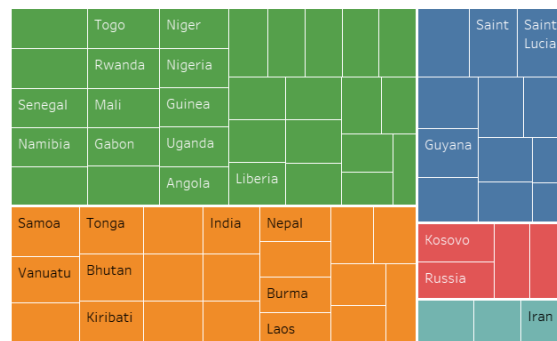 Togo
Niger
Rwanda
Nigeria
Senegal
Mali
Guinea
Namibia
Gabon
Uganda
Angola
Liberia
Saint
Saint
Lucia
Guyana
Samoa
Tonga
India
Nepal
Vanuatu
Bhutan
Burma
Kiribati
Laos
Kosovo
Russia
Iran